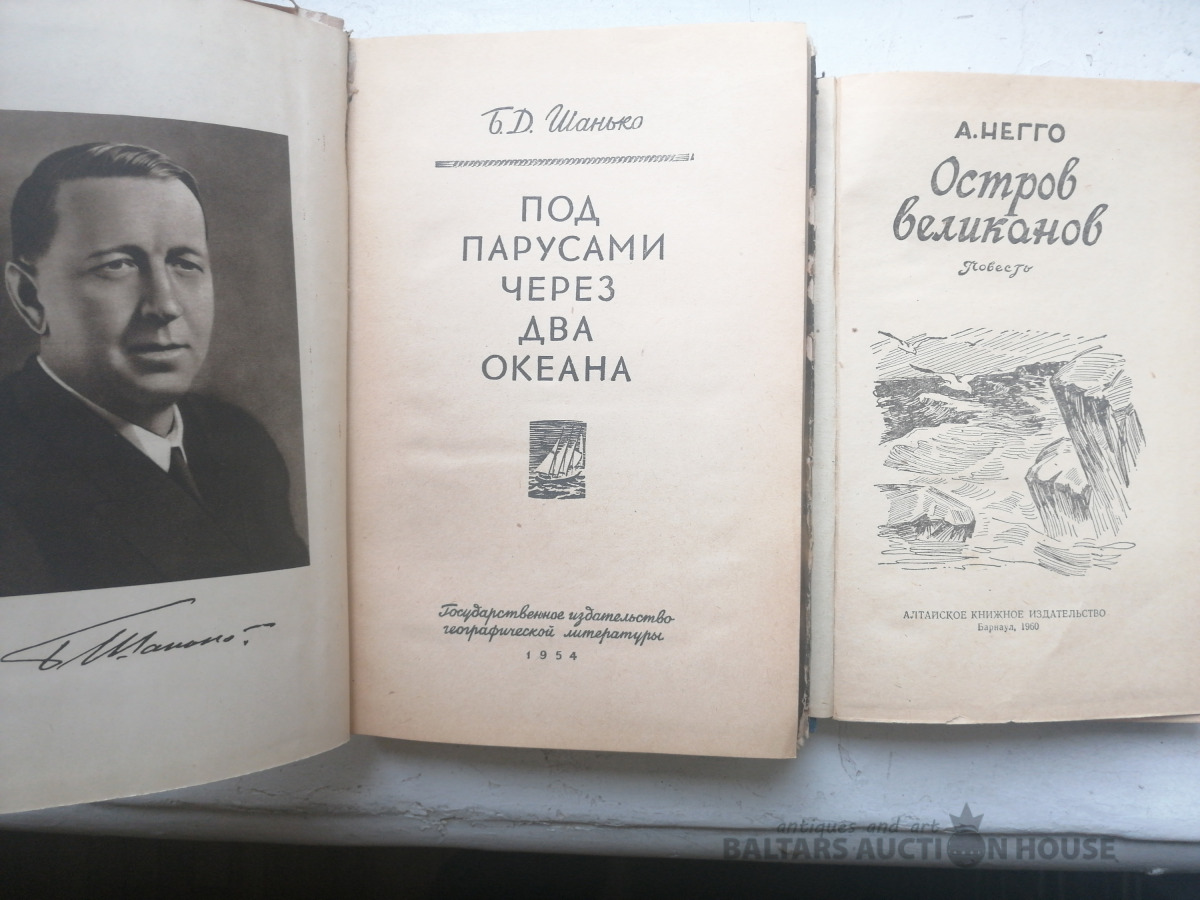 Б. Шанько.
Б.Д. Шанько
ПОД
ПАРУСАМИ
ЧЕРЕЗ
ДВА
ОКЕАНА
Государственное издательство
географической литературы
1954
А. НЕГГО
Остров
великанов
Повесть
АЛТАЙСКОЕ КНИЖНОЕ ИЗДАТЕЛЬСТВО
Барнаул, 1960
antiques and art
BALTARS AUCTION HOUSE